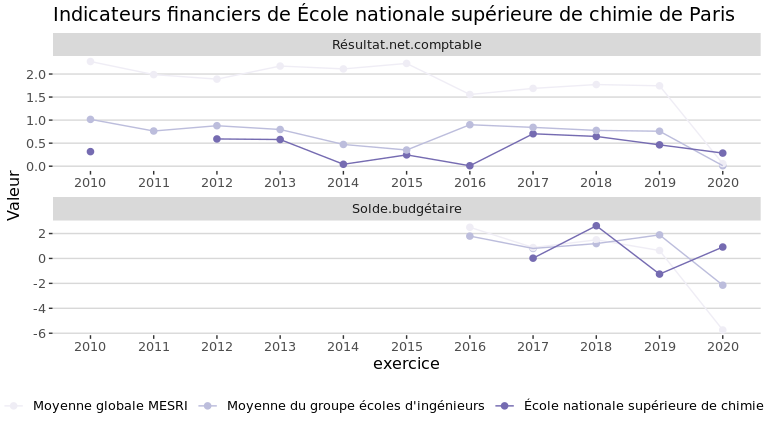 Indicateurs financiers de École nationale supérieure de chimie de Paris
Résultat.net.comptable
2.0
1.5
1.0
0.5
0.0
2010 2011 2012 2013 2014 2015 2016 2017 2018 2019 2020
Valeur
Solde.budgétaire
2
0
-2
-4
-6
2010 2011 2012 2013 2014 2015 2016 2017 2018 2019 2020
exercice
Moyenne globale MESRI Moyenne du groupe écoles d'ingénieurs École nationale supérieure de chimie